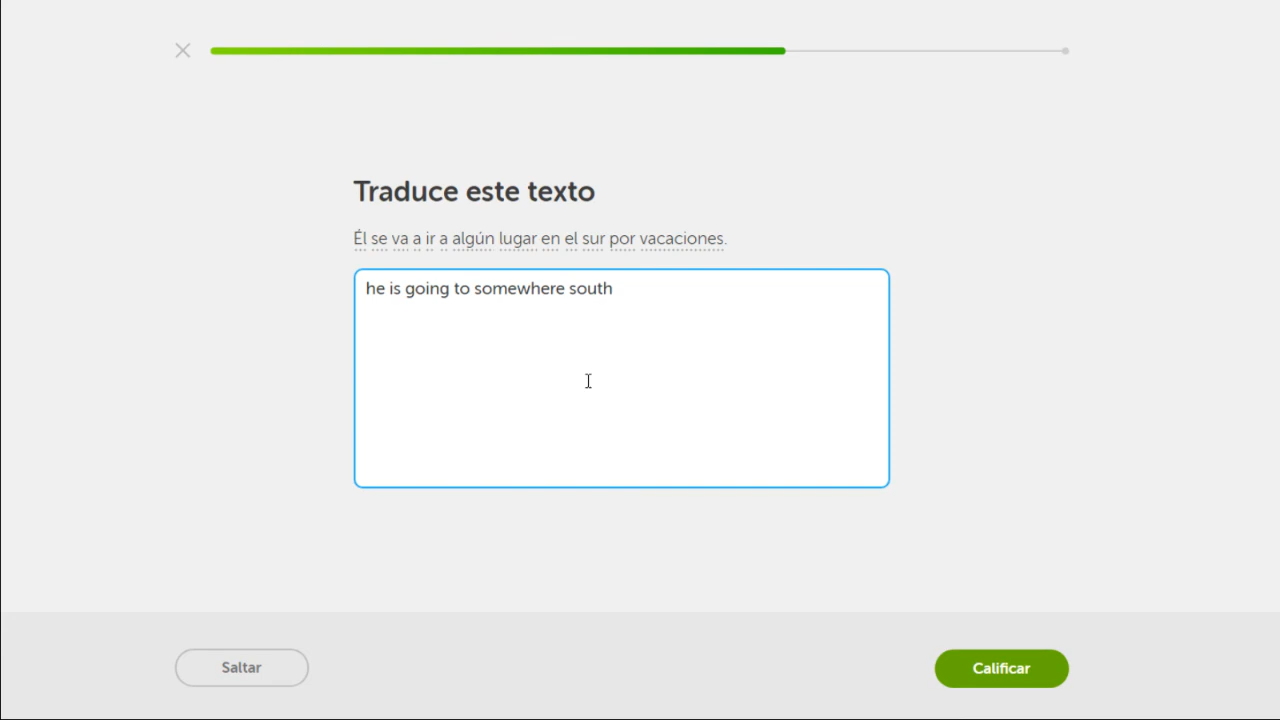 Traduce este texto
Él se va a ir a algún lugar en el sur por vacaciones.
he is going to somewhere south
Saltar
Calificar